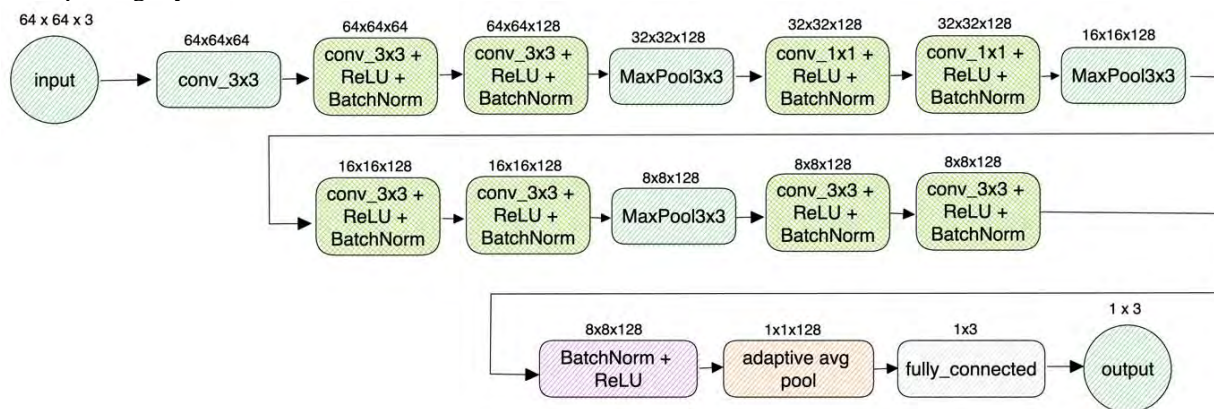 64 x 64 x 3
input
64x64x64
conv_3x3
64x64x64
conv_3x3 +
ReLU +
BatchNorm
64x64x128
conv_3x3 +
ReLU +
BatchNorm
32x32x128
MaxPool3x3
32x32x128
conv_1x1 +
ReLU +
BatchNorm
32x32x128
conv_1x1 +
ReLU +
BatchNorm
16x16x128
MaxPool3x3
16x16x128
conv_3x3 +
ReLU +
BatchNorm
16x16x128
conv_3x3 +
ReLU +
BatchNorm
8x8x128
MaxPool3x3
8x8x128
conv_3x3 +
ReLU +
BatchNorm
8x8x128
conv_3x3 +
ReLU +
BatchNorm
8x8x128
BatchNorm +
ReLU
1x1x128
adaptive avg
pool
1x3
fully_connected
1 x 3
output